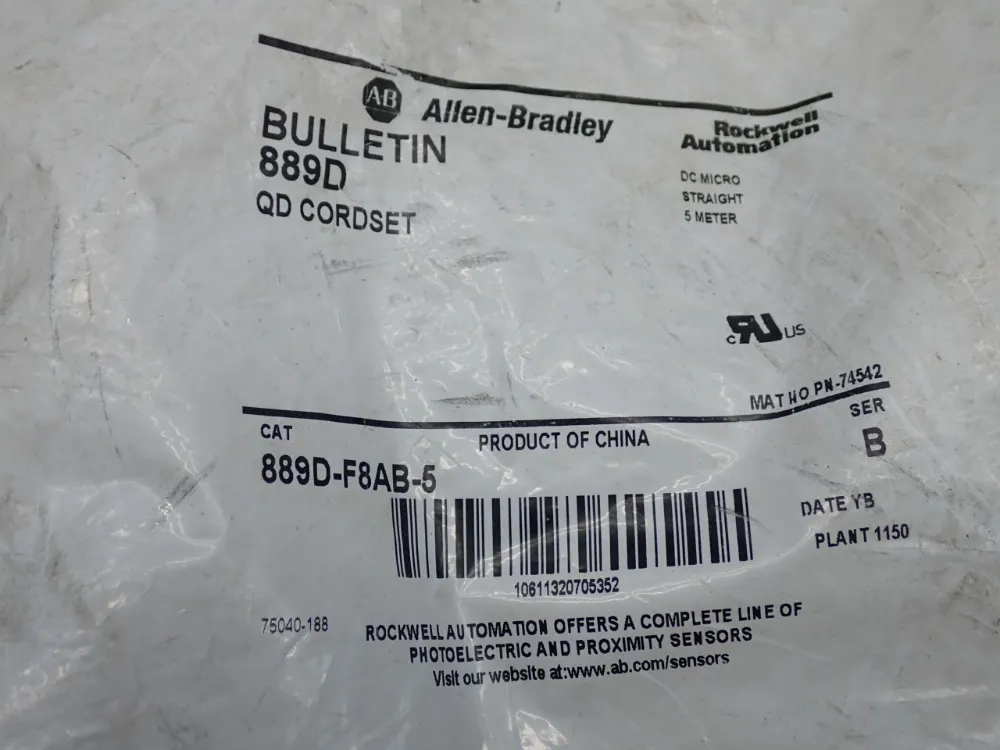 AB Allen-Bradley
Rockwell
Automation
BULLETIN
889D
QD CORDSET
DC MICRO
STRAIGHT
5 METER
c RU US
MAT NO PN-74542
CAT
PRODUCT OF CHINA
SER
889D-F8AB-5
B
DATE YB
PLANT 1150
10611320705352
75040-188
ROCKWELL AUTOMATION OFFERS A COMPLETE LINE OF
PHOTOELECTRIC AND PROXIMITY SENSORS
Visit our website at:www.ab.com/sensors